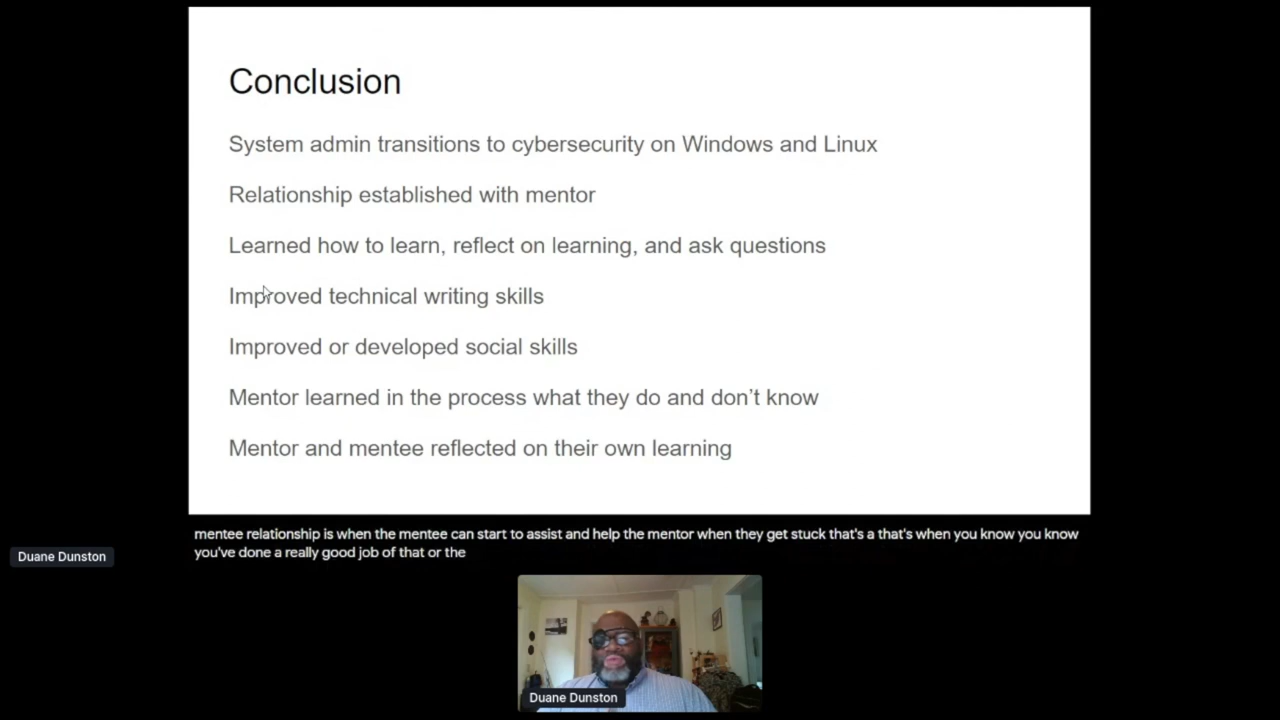 Conclusion
System admin transitions to cybersecurity on Windows and Linux
Relationship established with mentor
Learned how to learn, reflect on learning, and ask questions
Improved technical writing skills
Improved or developed social skills
Mentor learned in the process what they do and don’t know
Mentor and mentee reflected on their own learning
mentee relationship is when the mentee can start to assist and help the mentor when they get stuck that's a that's when you know you know
you've done a really good job of that or the
Duane Dunston
Duane Dunston